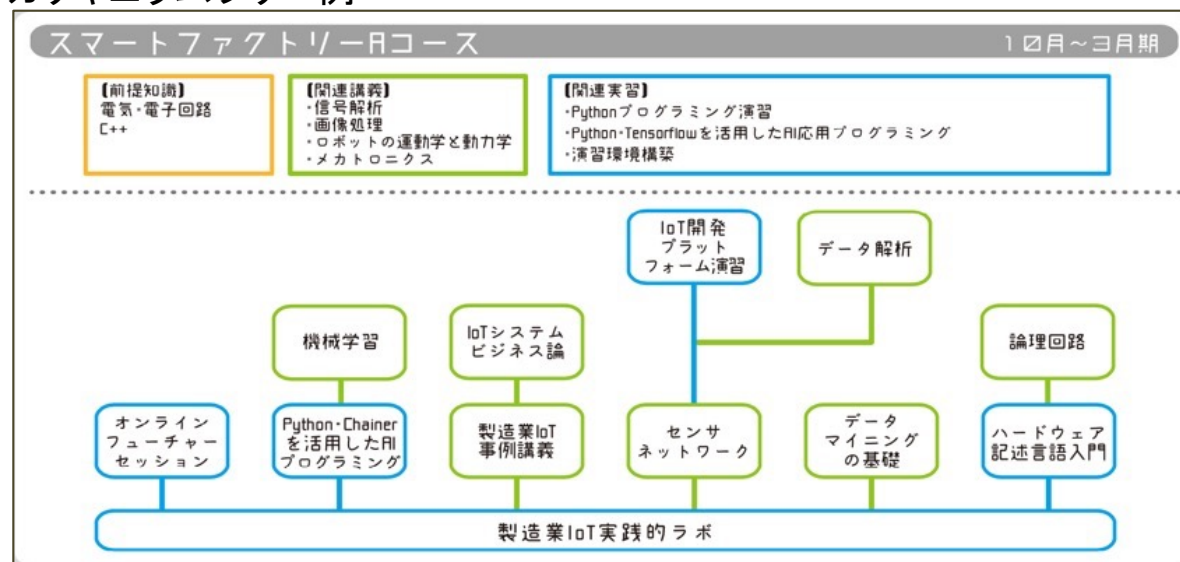 スマートファクトリーAコース
10月~3月期
【前提知識】
電気・電子回路
C++
【関連講義】
・信号解析
・画像処理
・ロボットの運動学と動力学
・メカトロニクス
【関連実習】
・Pythonプログラミング演習
・Python・Tensorflowを活用したAI応用プログラミング
・演習環境構築
IoT開発
プラット
フォーム演習
データ解析
機械学習
IoTシステム
ビジネス論
論理回路
オンライン
フューチャー
セッション
Python・Chainer
を活用したAI
プログラミング
製造業IoT
事例講義
センサ
ネットワーク
データ
マイニング
の基礎
ハードウェア
記述言語入門
製造業IoT実践的ラボ